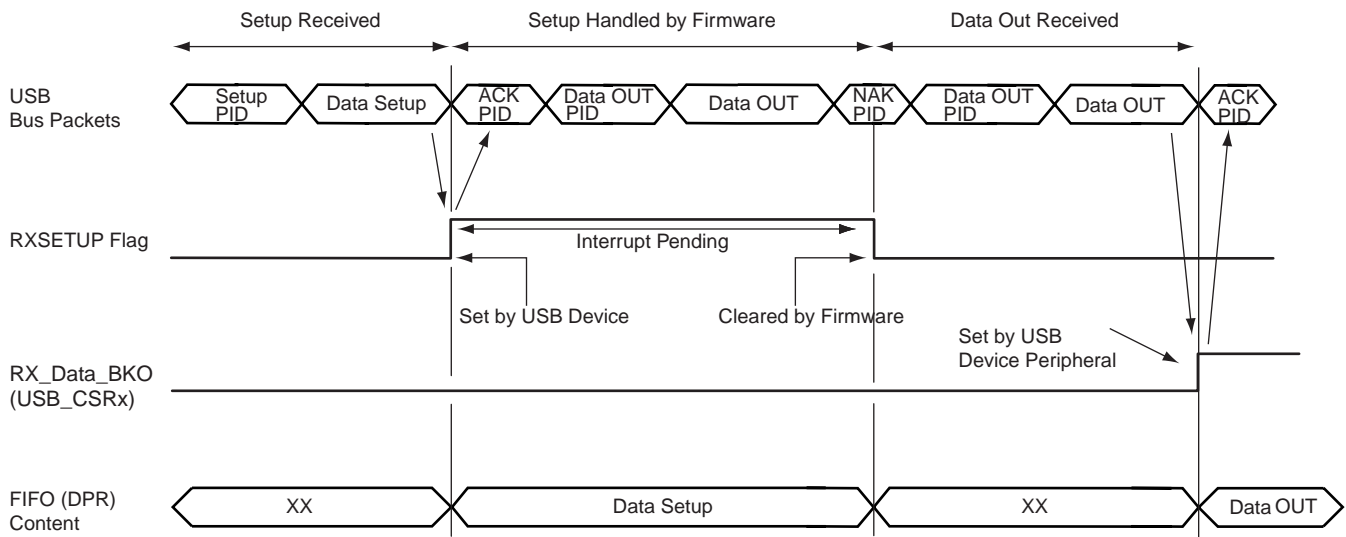 Setup Received
Setup Handled by Firmware
Data Out Received
USB
Bus Packets
Setup
PID
Data Setup
ACK
PID
Data OUT
PID
Data OUT
NAK
PID
Data OUT
PID
Data OUT
ACK
PID
RXSETUP Flag
Interrupt Pending
Set by USB Device
Cleared by Firmware
Set by USB
Device Peripheral
RX_Data_BKO
(USB_CSRx)
FIFO (DPR)
Content
XX
Data Setup
XX
Data OUT